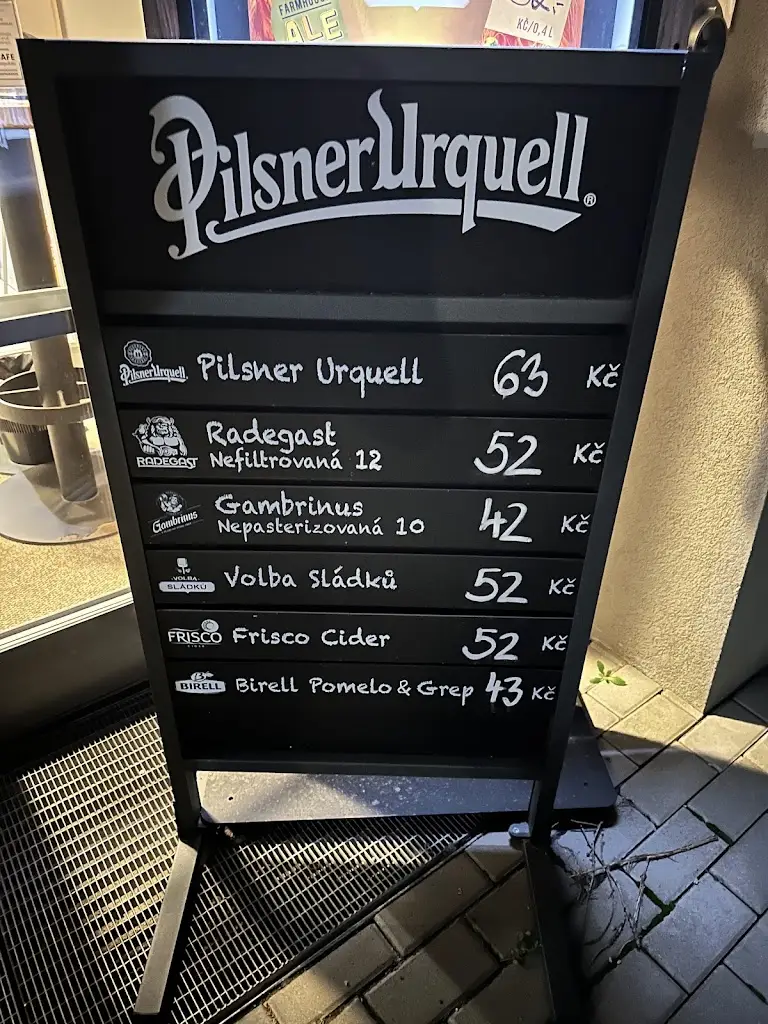 FARMHOUSE
ALE
KČ/0,4L
AFE
Pilsner Urquell®
Pilsner Urquell Pilsner Urquell 63 Kč
RADEGAST Radegast 52 Kč
Nefiltrovaná 12
Gambrinus Gambrinus 42 Kč
Nepasterizovaná 10
VOLBA SLÁDKŮ Volba Sládků 52 Kč
FRISCO CIDER Frisco Cider 52 Kč
BIRELL Birell Pomelo & Grep 43 Kč